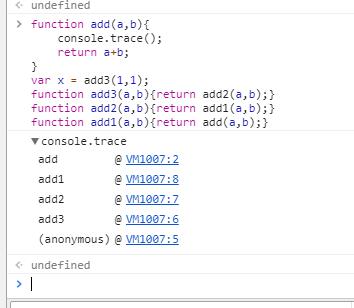 undefined
function add(a,b){
console.trace();
return a+b;
}
var x = add3(1,1);
function add3(a,b){return add2(a,b);}
function add2(a,b){return add1(a,b);}
function add1(a,b){return add(a,b);}
▼console.trace
add @ VM1007:2
add1 @ VM1007:8
add2 @ VM1007:7
add3 @ VM1007:6
(anonymous) @ VM1007:5
undefined